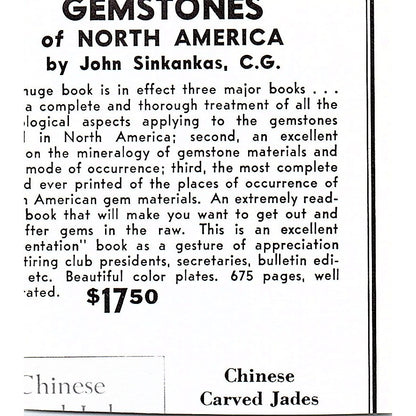 GEMSTONES
of NORTH AMERICA
by John Sinkankas, C.G.
huge book is in effect three major books . . .
a complete and thorough treatment of all the
logical aspects applying to the gemstones
in North America; second, an excellent
on the mineralogy of gemstone materials and
mode of occurrence; third, the most complete
ever printed of the places of occurrence of
American gem materials. An extremely read-
book that will make you want to get out and
fter gems in the raw. This is an excellent
entation" book as a gesture of appreciation
tiring club presidents, secretaries, bulletin edi-
etc. Beautiful color plates. 675 pages, well
rated. $17.50
Chinese
Carved Jades
Chinese